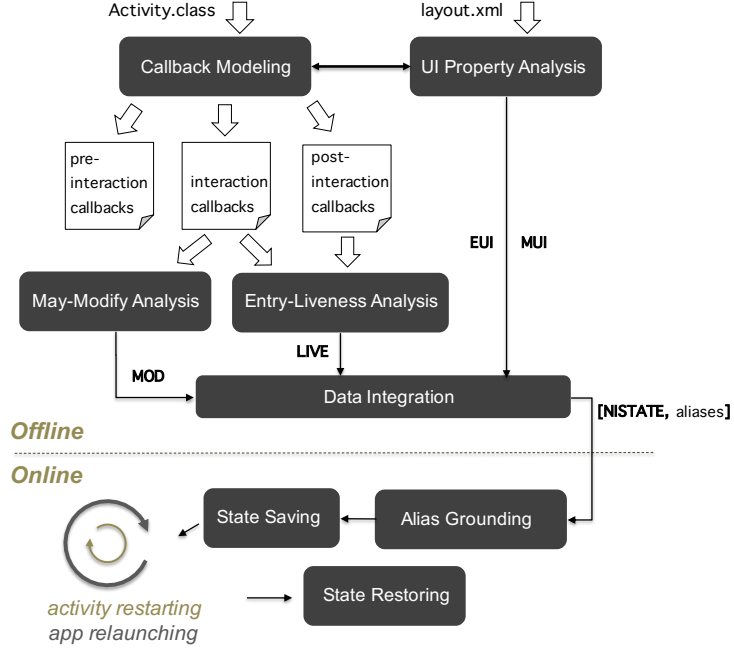 Activity.class
layout.xml
Callback Modeling
UI Property Analysis
pre-
interaction
callbacks
interaction
callbacks
post-
interaction
callbacks
EUI
MUI
May-Modify Analysis
Entry-Liveness Analysis
LIVE
MOD
Data Integration
[NISTATE, aliases]
Offline
Online
State Saving
Alias Grounding
State Restoring
activity restarting
app relaunching